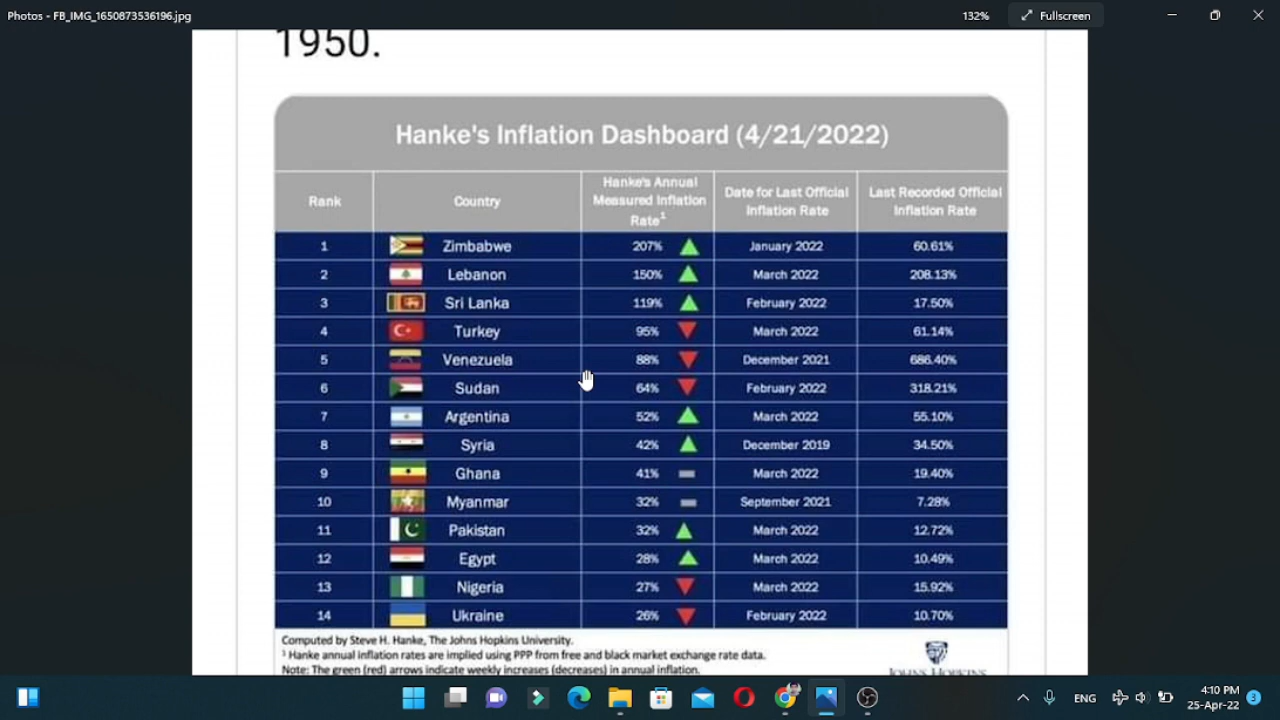 Photos - FB_IMG_1650873536196.jpg 132% Fullscreen
1950.
Hanke's Inflation Dashboard (4/21/2022)
Rank Country Hanke's Annual Measured Inflation Rate¹ Date for Last Official Inflation Rate Last Recorded Official Inflation Rate
1 Zimbabwe 207% January 2022 60.61%
2 Lebanon 150% March 2022 208.13%
3 Sri Lanka 119% February 2022 17.50%
4 Turkey 95% March 2022 61.14%
5 Venezuela 88% December 2021 686.40%
6 Sudan 64% February 2022 318.21%
7 Argentina 52% March 2022 55.10%
8 Syria 42% December 2019 34.50%
9 Ghana 41% March 2022 19.40%
10 Myanmar 32% September 2021 7.28%
11 Pakistan 32% March 2022 12.72%
12 Egypt 28% March 2022 10.49%
13 Nigeria 27% March 2022 15.92%
14 Ukraine 26% February 2022 10.70%
Computed by Steve H. Hanke, The Johns Hopkins University.
¹ Hanke annual inflation rates are implied using PPP from free and black market exchange rate data.
Note: The green (red) arrows indicate weekly increases (decreases) in annual inflation.
JOHNS HOPKINS
ENG 4:10 PM
25-Apr-22 3